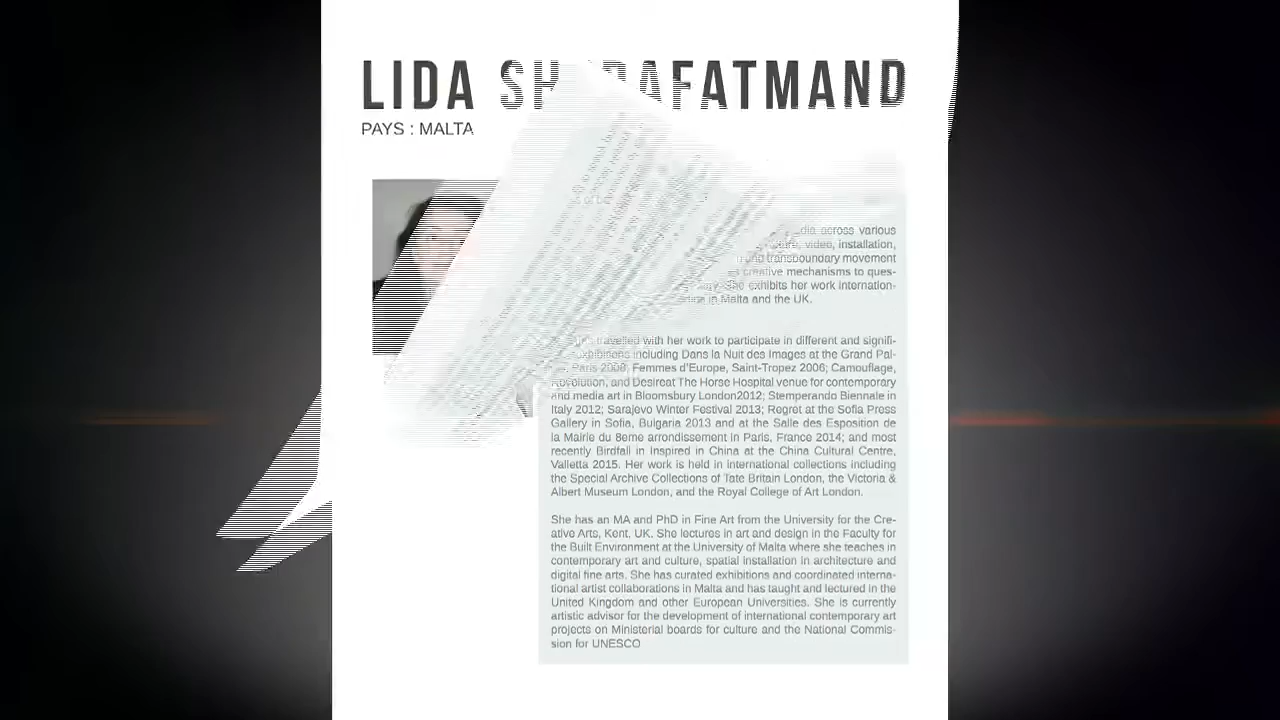 LIDA SHARAFATMAND
PAYS : MALTA
across various
video, installation,
transboundary movement
creative mechanisms to ques-
she exhibits her work internation-
in Malta and the UK.
travelled with her work to participate in different and signifi-
exhibitions including Dans la Nuit des Images at the Grand Pal-
Paris 2008; Femmes d'Europe, Saint-Tropez 2006; Camouflage,
Revolution, and Desireat The Horse Hospital venue for contemporary
and media art in Bloomsbury London2012; Stemperando Biennale in
Italy 2012; Sarajevo Winter Festival 2013; Regret at the Sofia Press
Gallery in Sofia, Bulgaria 2013 and at the Salle des Esposition de
la Mairie du 8eme arrondissement in Paris, France 2014; and most
recently Birdfall in Inspired in China at the China Cultural Centre,
Valletta 2015. Her work is held in international collections including
the Special Archive Collections of Tate Britain London, the Victoria &
Albert Museum London, and the Royal College of Art London.
She has an MA and PhD in Fine Art from the University for the Cre-
ative Arts, Kent, UK. She lectures in art and design in the Faculty for
the Built Environment at the University of Malta where she teaches in
contemporary art and culture, spatial installation in architecture and
digital fine arts. She has curated exhibitions and coordinated interna-
tional artist collaborations in Malta and has taught and lectured in the
United Kingdom and other European Universities. She is currently
artistic advisor for the development of international contemporary art
projects on Ministerial boards for culture and the National Commis-
sion for UNESCO